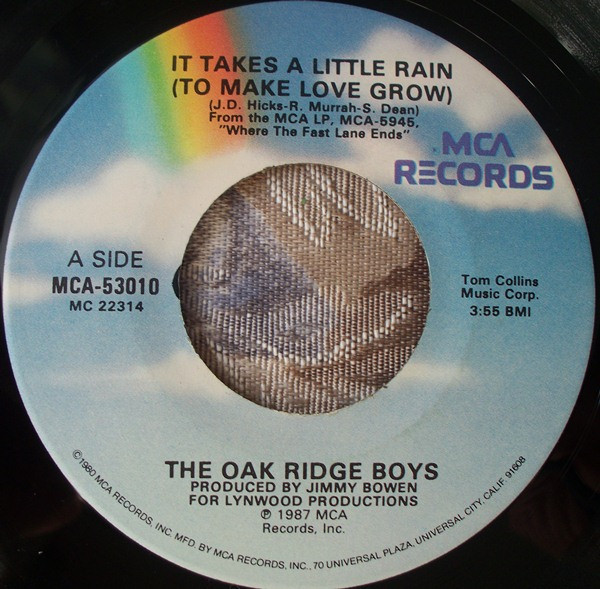 IT TAKES A LITTLE RAIN
(TO MAKE LOVE GROW)
(J.D. Hicks-R. Murrah-S. Dean)
From the MCA LP, MCA-5945,
"Where The Fast Lane Ends"
MCA
RECORDS
A SIDE
MCA-53010
MC 22314
Tom Collins
Music Corp.
3:55 BMI
THE OAK RIDGE BOYS
PRODUCED BY JIMMY BOWEN
FOR LYNWOOD PRODUCTIONS
℗ 1987 MCA
Records, Inc.
©1980 MCA RECORDS, INC. MFD. BY MCA RECORDS, INC., 70 UNIVERSAL PLAZA, UNIVERSAL CITY, CALIF. 91608